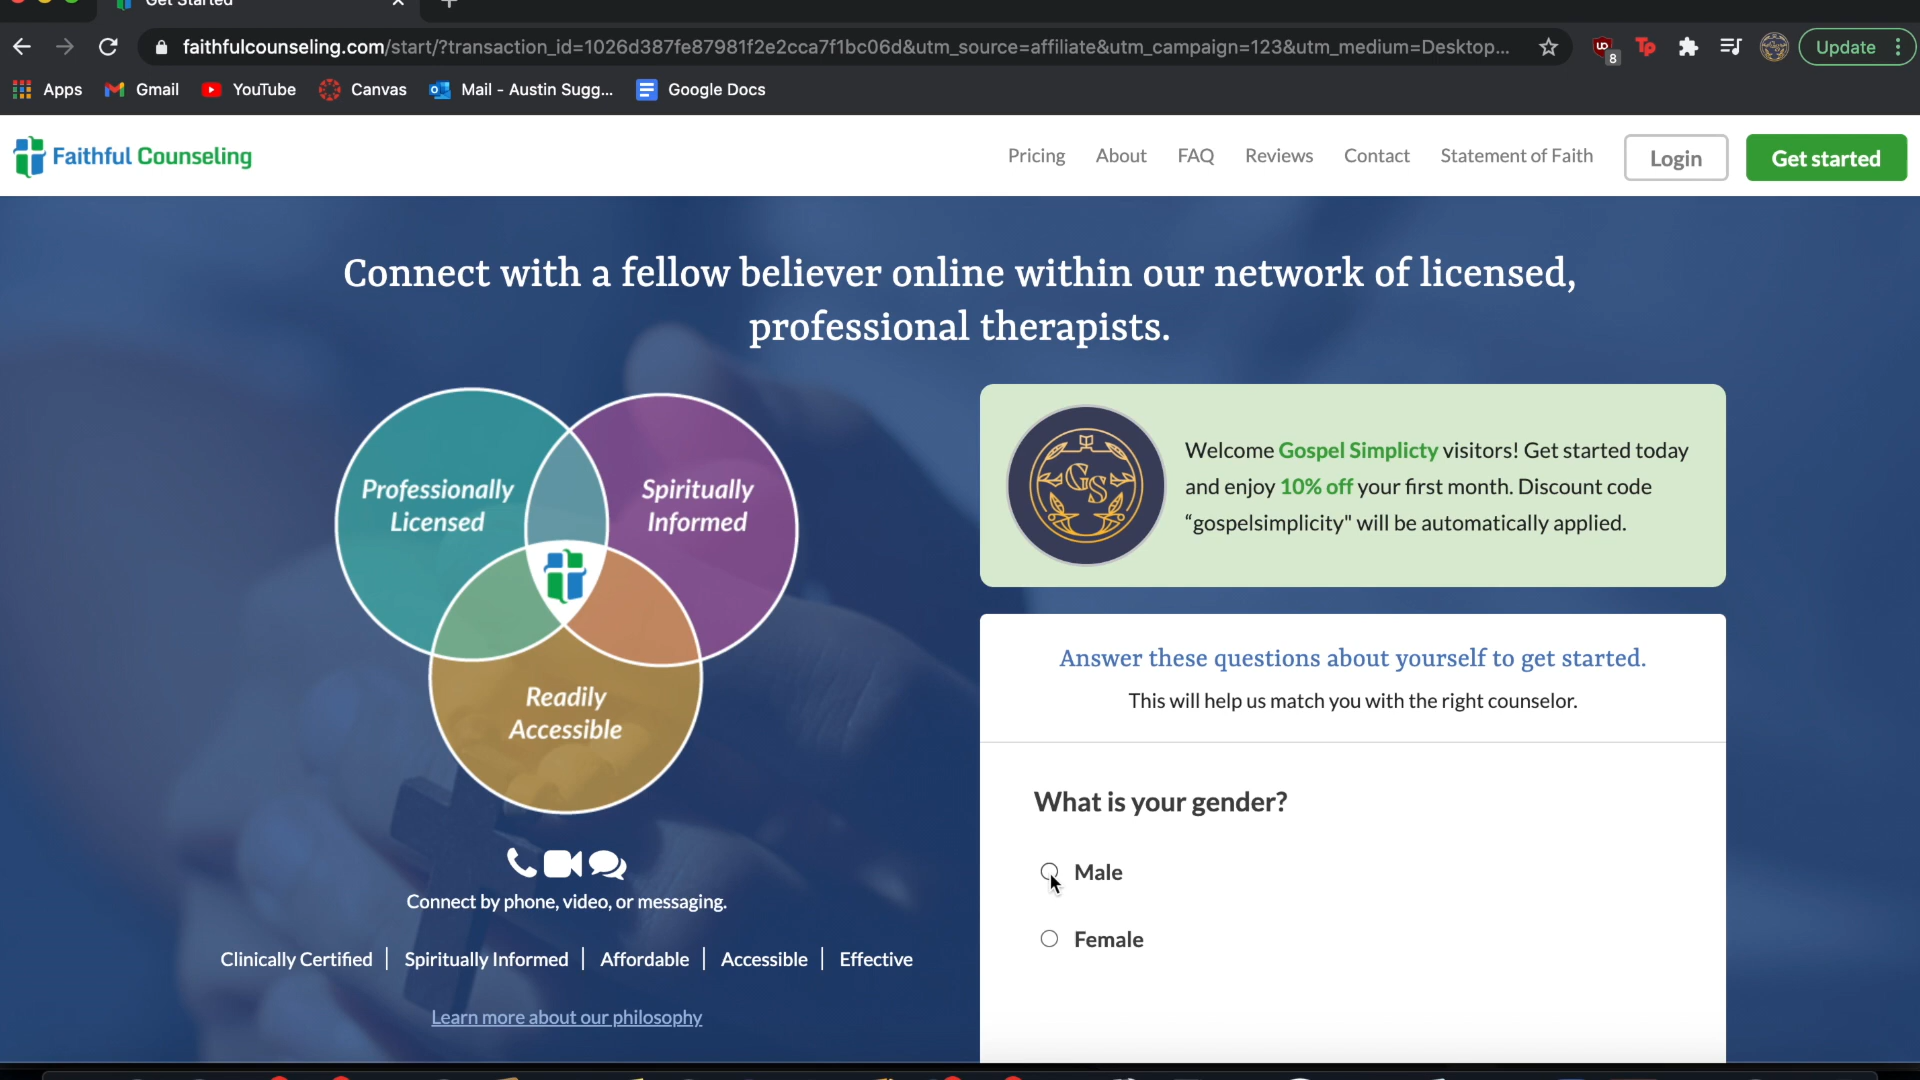 Get Started
faithfulcounseling.com/start/?transaction_id=1026d387fe87981f2e2cca7f1bc06d&utm_source=affiliate&utm_campaign=123&utm_medium=Desktop...
8
Tp
Update
Apps
Gmail
YouTube
Canvas
Mail - Austin Sugg...
Google Docs
Faithful Counseling
Pricing
About
FAQ
Reviews
Contact
Statement of Faith
Login
Get started
Connect with a fellow believer online within our network of licensed,
professional therapists.
Professionally
Licensed
Spiritually
Informed
Readily
Accessible
GS
Welcome Gospel Simplicty visitors! Get started today
and enjoy 10% off your first month. Discount code
“gospelsimplicity" will be automatically applied.
Answer these questions about yourself to get started.
This will help us match you with the right counselor.
What is your gender?
Male
Female
Connect by phone, video, or messaging.
Clinically Certified | Spiritually Informed | Affordable | Accessible | Effective
Learn more about our philosophy